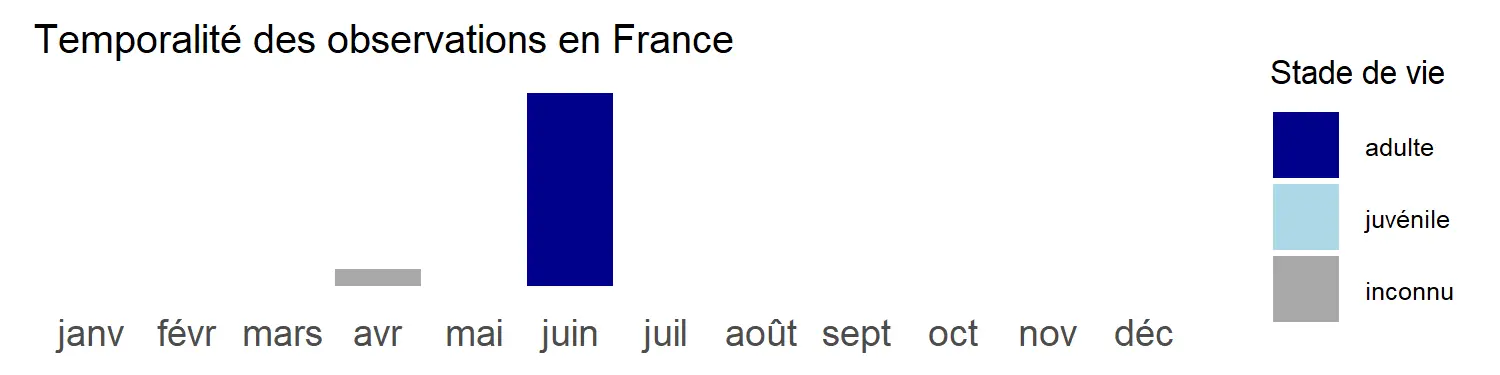 Temporalité des observations en France
Stade de vie
adulte
juvénile
inconnu
janv févr mars avr mai juin juil août sept oct nov déc